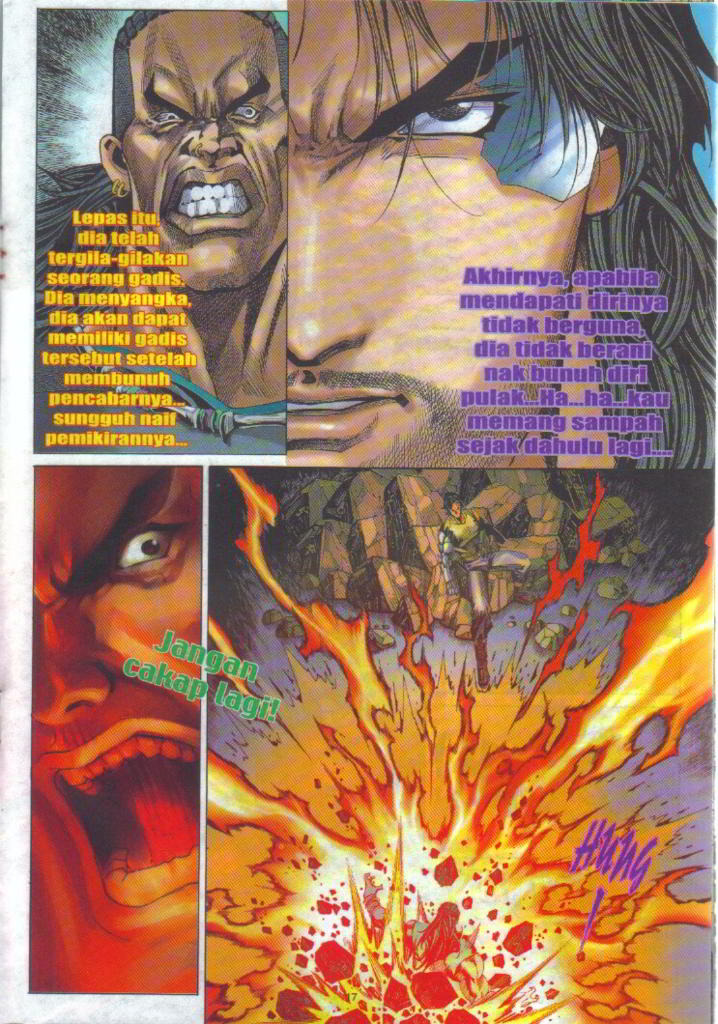 Lepas itu,
dia telah
tergila-gilakan
seorang gadis.
Dia menyangka,
dia akan dapat
memiliki gadis
tersebut setelah
membunuh
pencabarnya...
sungguh naif
pemikirannya...
Akhirnya, apabila
mendapati dirinya
tidak berguna,
dia tidak berani
nak bunuh diri
pulak...Ha...ha...kau
memang sampah
sejak dahulu lagi....
Jangan
cakap lagi!
HUNG
!
17